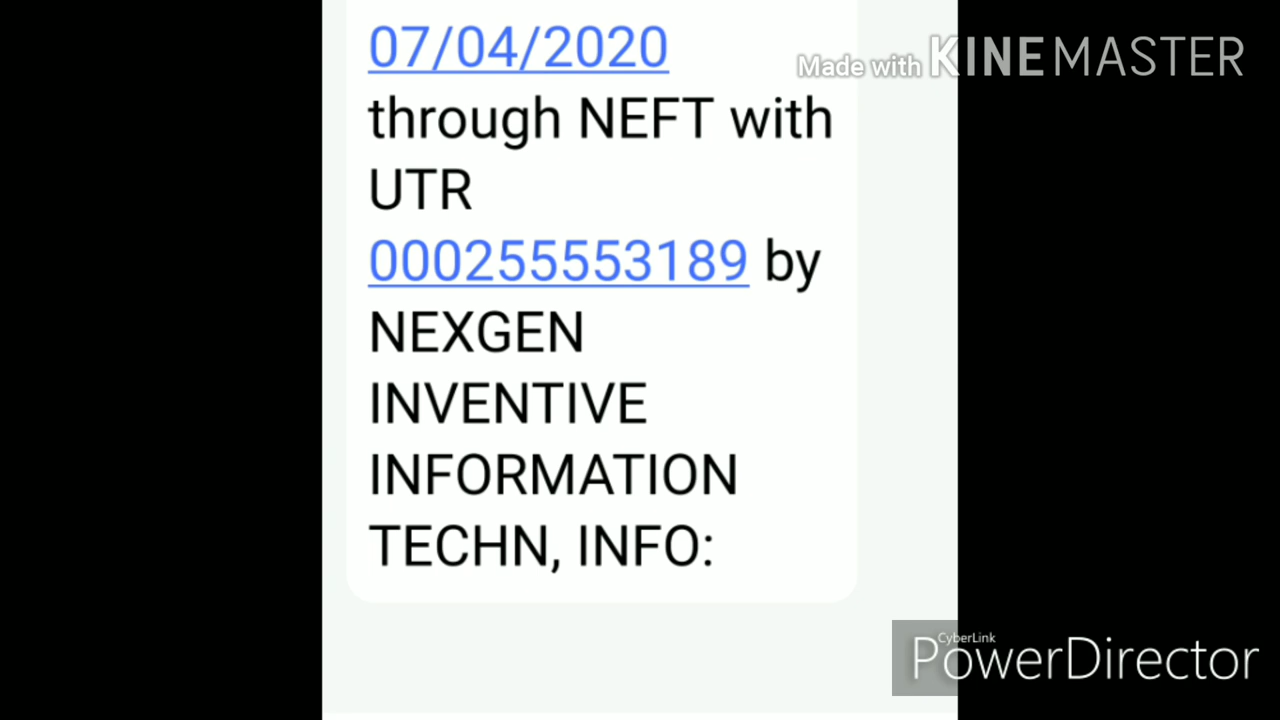 07/04/2020
through NEFT with
UTR
000255553189 by
NEXGEN
INVENTIVE
INFORMATION
TECHN, INFO:
Made with KINEMASTER
CyberLink
PowerDirector